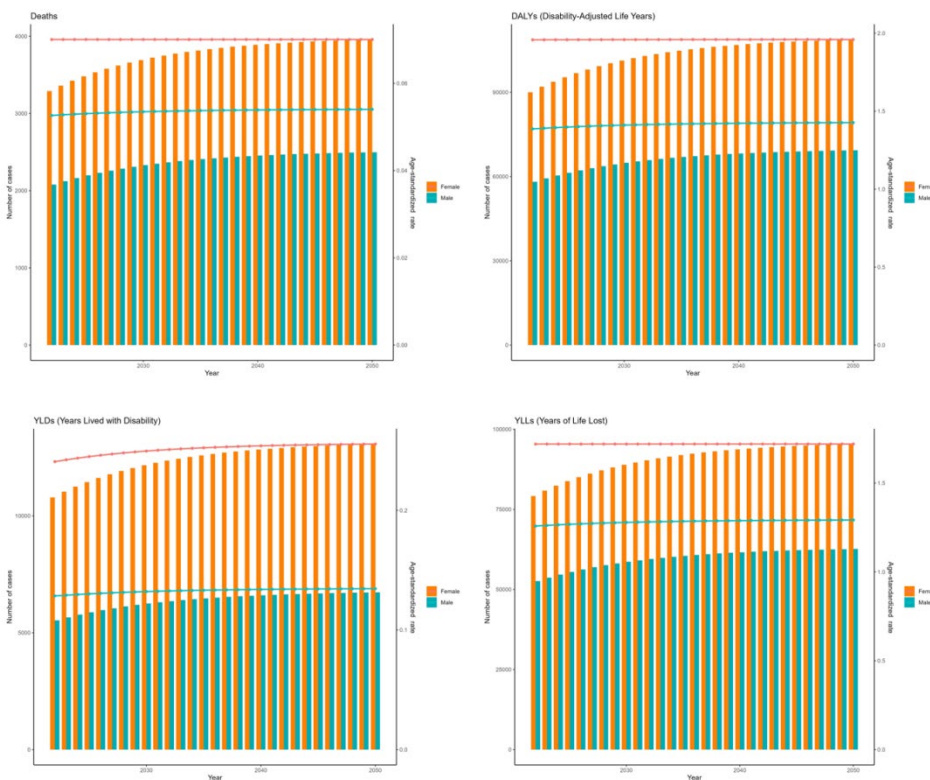 Deaths
4000
3000
2000
1000
0
Number of cases
0.06
0.04
0.02
0.00
Age-standardized rate
2030
2040
2050
Year
Female
Male
DALYs (Disability-Adjusted Life Years)
90000
60000
30000
0
Number of cases
2.0
1.5
1.0
0.5
0.0
Age-standardized rate
2030
2040
2050
Year
Fema
Male
YLDs (Years Lived with Disability)
10000
5000
0
Number of cases
0.2
0.1
0.0
Age-standardized rate
2030
2040
2050
Year
Female
Male
YLLs (Years of Life Lost)
100000
75000
50000
25000
0
Number of cases
1.5
1.0
0.5
0.0
Age-standardized rate
2030
2040
2050
Year
Fema
Male